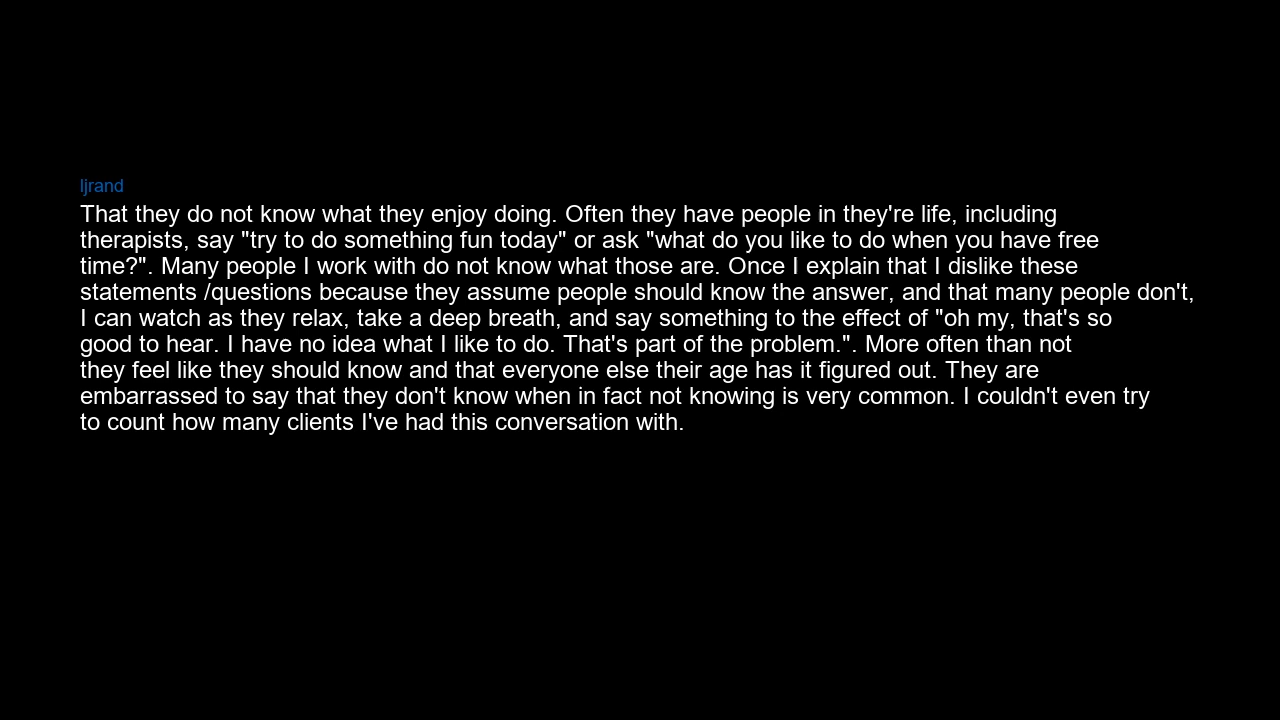 ljrand
That they do not know what they enjoy doing. Often they have people in they're life, including
therapists, say "try to do something fun today" or ask "what do you like to do when you have free
time?". Many people I work with do not know what those are. Once I explain that I dislike these
statements /questions because they assume people should know the answer, and that many people don't,
I can watch as they relax, take a deep breath, and say something to the effect of "oh my, that's so
good to hear. I have no idea what I like to do. That's part of the problem.". More often than not
they feel like they should know and that everyone else their age has it figured out. They are
embarrassed to say that they don't know when in fact not knowing is very common. I couldn't even try
to count how many clients I've had this conversation with.